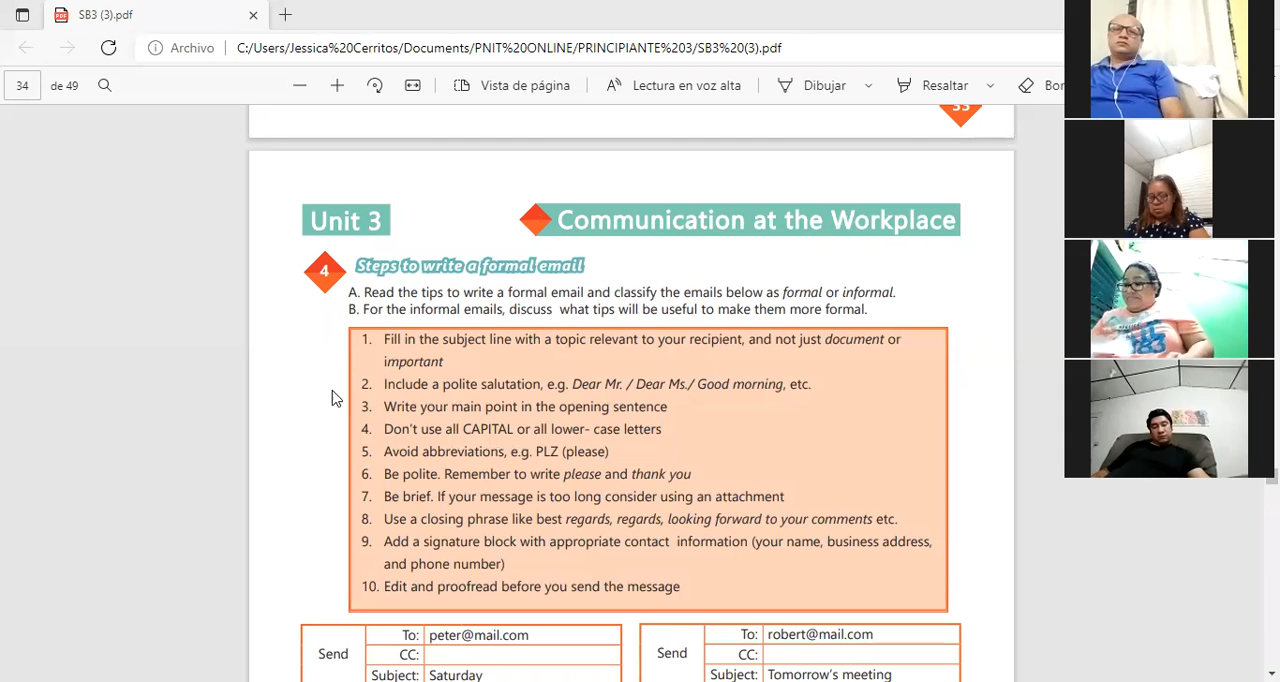 SB3 (3).pdf
Archivo
C:/Users/Jessica%20Cerritos/Documents/PNIT%20ONLINE/PRINCIPIANTE%203/SB3%20(3).pdf
34 de 49
Vista de página
Lectura en voz alta
Dibujar
Resaltar
Bor
33
Unit 3
Communication at the Workplace
4
Steps to write a formal email
A. Read the tips to write a formal email and classify the emails below as formal or informal.
B. For the informal emails, discuss what tips will be useful to make them more formal.
1. Fill in the subject line with a topic relevant to your recipient, and not just document or
important
2. Include a polite salutation, e.g. Dear Mr. / Dear Ms./ Good morning, etc.
3. Write your main point in the opening sentence
4. Don't use all CAPITAL or all lower- case letters
5. Avoid abbreviations, e.g. PLZ (please)
6. Be polite. Remember to write please and thank you
7. Be brief. If your message is too long consider using an attachment
8. Use a closing phrase like best regards, regards, looking forward to your comments etc.
9. Add a signature block with appropriate contact information (your name, business address,
and phone number)
10. Edit and proofread before you send the message
Send
To: peter@mail.com
CC:
Subject: Saturday
Send
To: robert@mail.com
CC:
Subject: Tomorrow's meeting